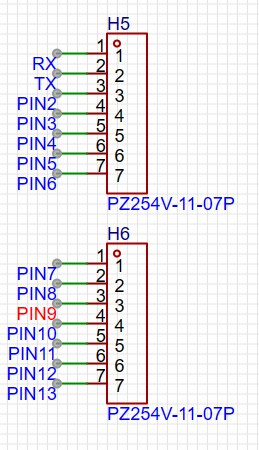 H5
1 1
RX 2 2
TX 3 3
PIN2 4 4
PIN3 5 5
PIN4 6 6
PIN5 7 7
PIN6
PZ254V-11-07P
H6
1 1
PIN7 2 2
PIN8 3 3
PIN9 4 4
PIN10 5 5
PIN11 6 6
PIN12 7 7
PIN13
PZ254V-11-07P